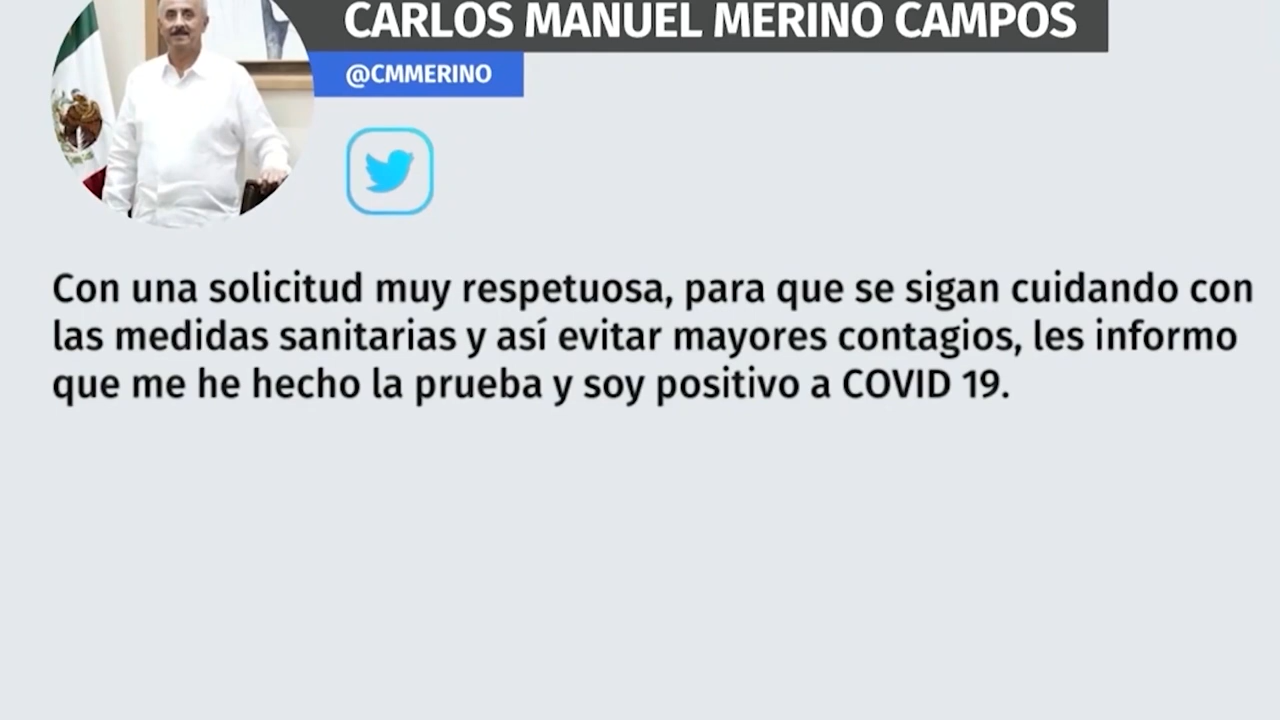 CARLOS MANUEL MERINO CAMPOS
@CMMERINO
Con una solicitud muy respetuosa, para que se sigan cuidando con
las medidas sanitarias y así evitar mayores contagios, les informo
que me he hecho la prueba y soy positivo a COVID 19.